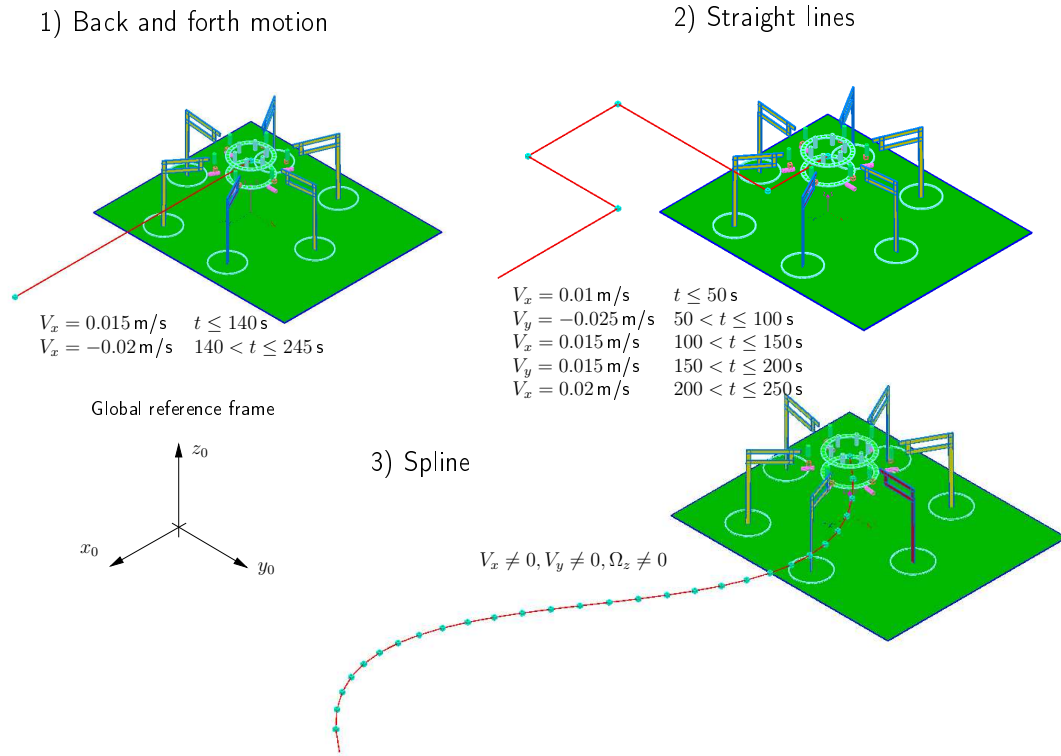 1) Back and forth motion
V_x = 0.015 m/s t ≤ 140 s
V_x = −0.02 m/s 140 < t ≤ 245 s
2) Straight lines
V_x = 0.01 m/s t ≤ 50 s
V_y = −0.025 m/s 50 < t ≤ 100 s
V_x = 0.015 m/s 100 < t ≤ 150 s
V_y = 0.015 m/s 150 < t ≤ 200 s
V_x = 0.02 m/s 200 < t ≤ 250 s
Global reference frame
z_0
x_0
y_0
3) Spline
V_x ≠ 0, V_y ≠ 0, Ω_z ≠ 0